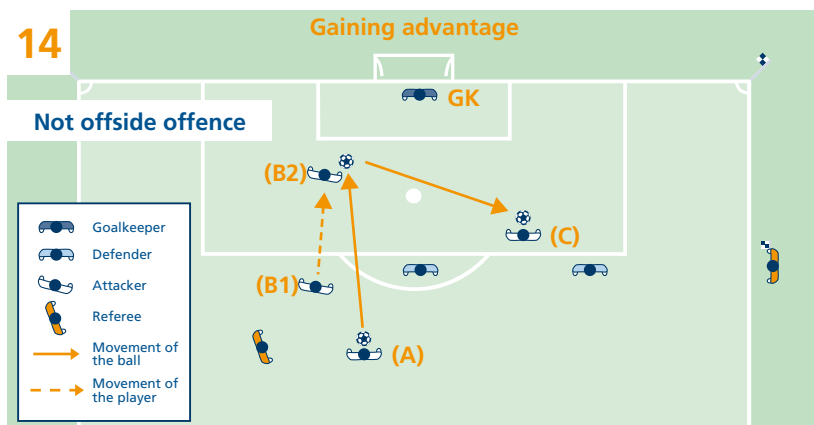 14
Gaining advantage
GK
Not offside offence
(B2)
(C)
(B1)
(A)
Goalkeeper
Defender
Attacker
Referee
Movement of
the ball
Movement of
the player